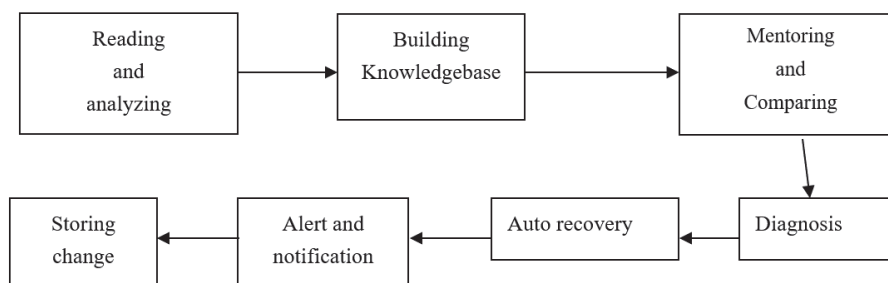 Reading
and
analyzing
Building
Knowledgebase
Mentoring
and
Comparing
Diagnosis
Auto recovery
Alert and
notification
Storing
change